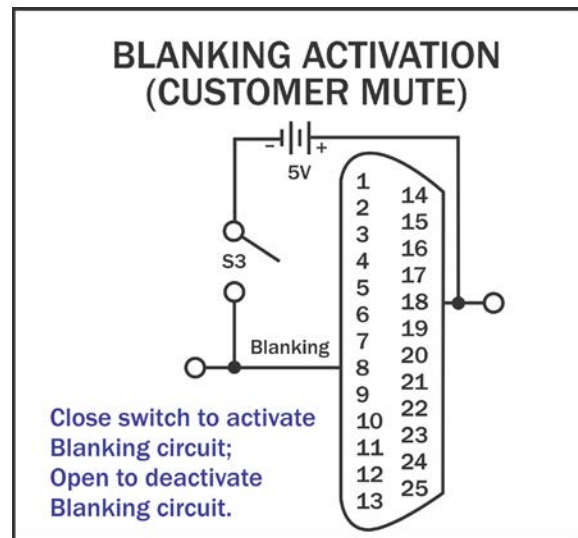 BLANKING ACTIVATION
(CUSTOMER MUTE)
− +
5V
S3
Blanking
1
2
3
4
5
6
7
8
9
10
11
12
13
14
15
16
17
18
19
20
21
22
23
24
25
Close switch to activate
Blanking circuit;
Open to deactivate
Blanking circuit.